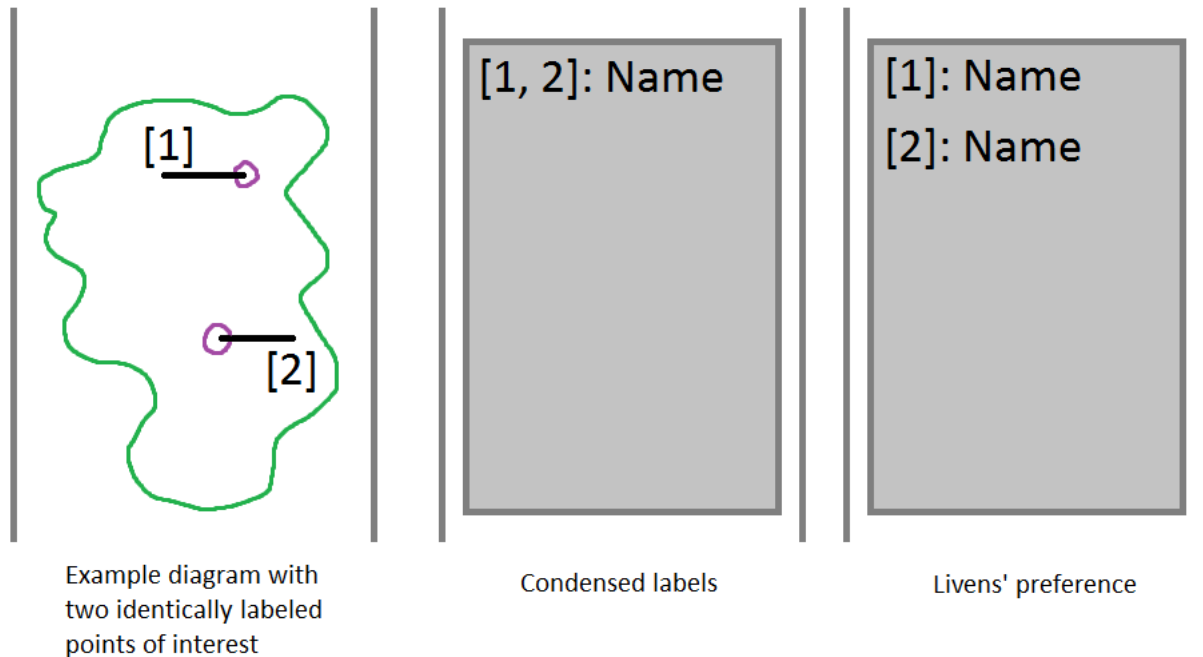 [1]
[2]
Example diagram with
two identically labeled
points of interest
[1, 2]: Name
Condensed labels
[1]: Name
[2]: Name
Livens' preference